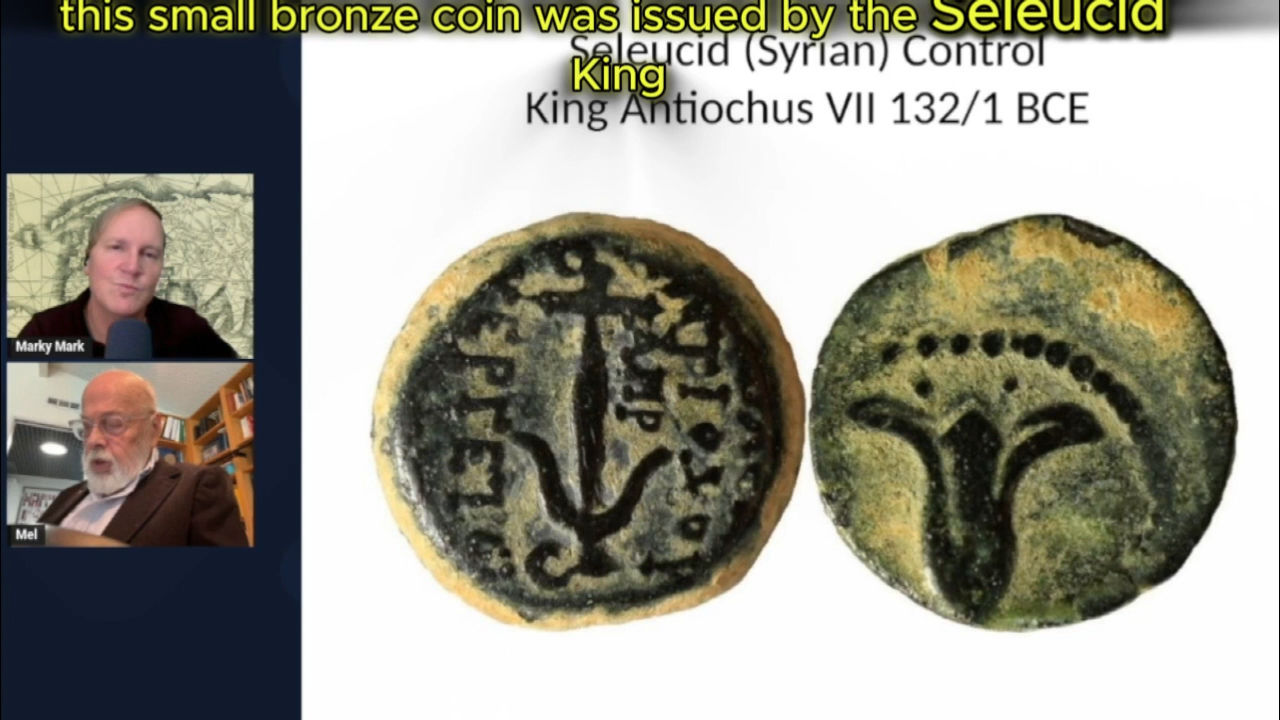 this small bronze coin was issued by the Seleucid
King
Seleucid (Syrian) Control
King Antiochus VII 132/1 BCE
Marky Mark
Mel